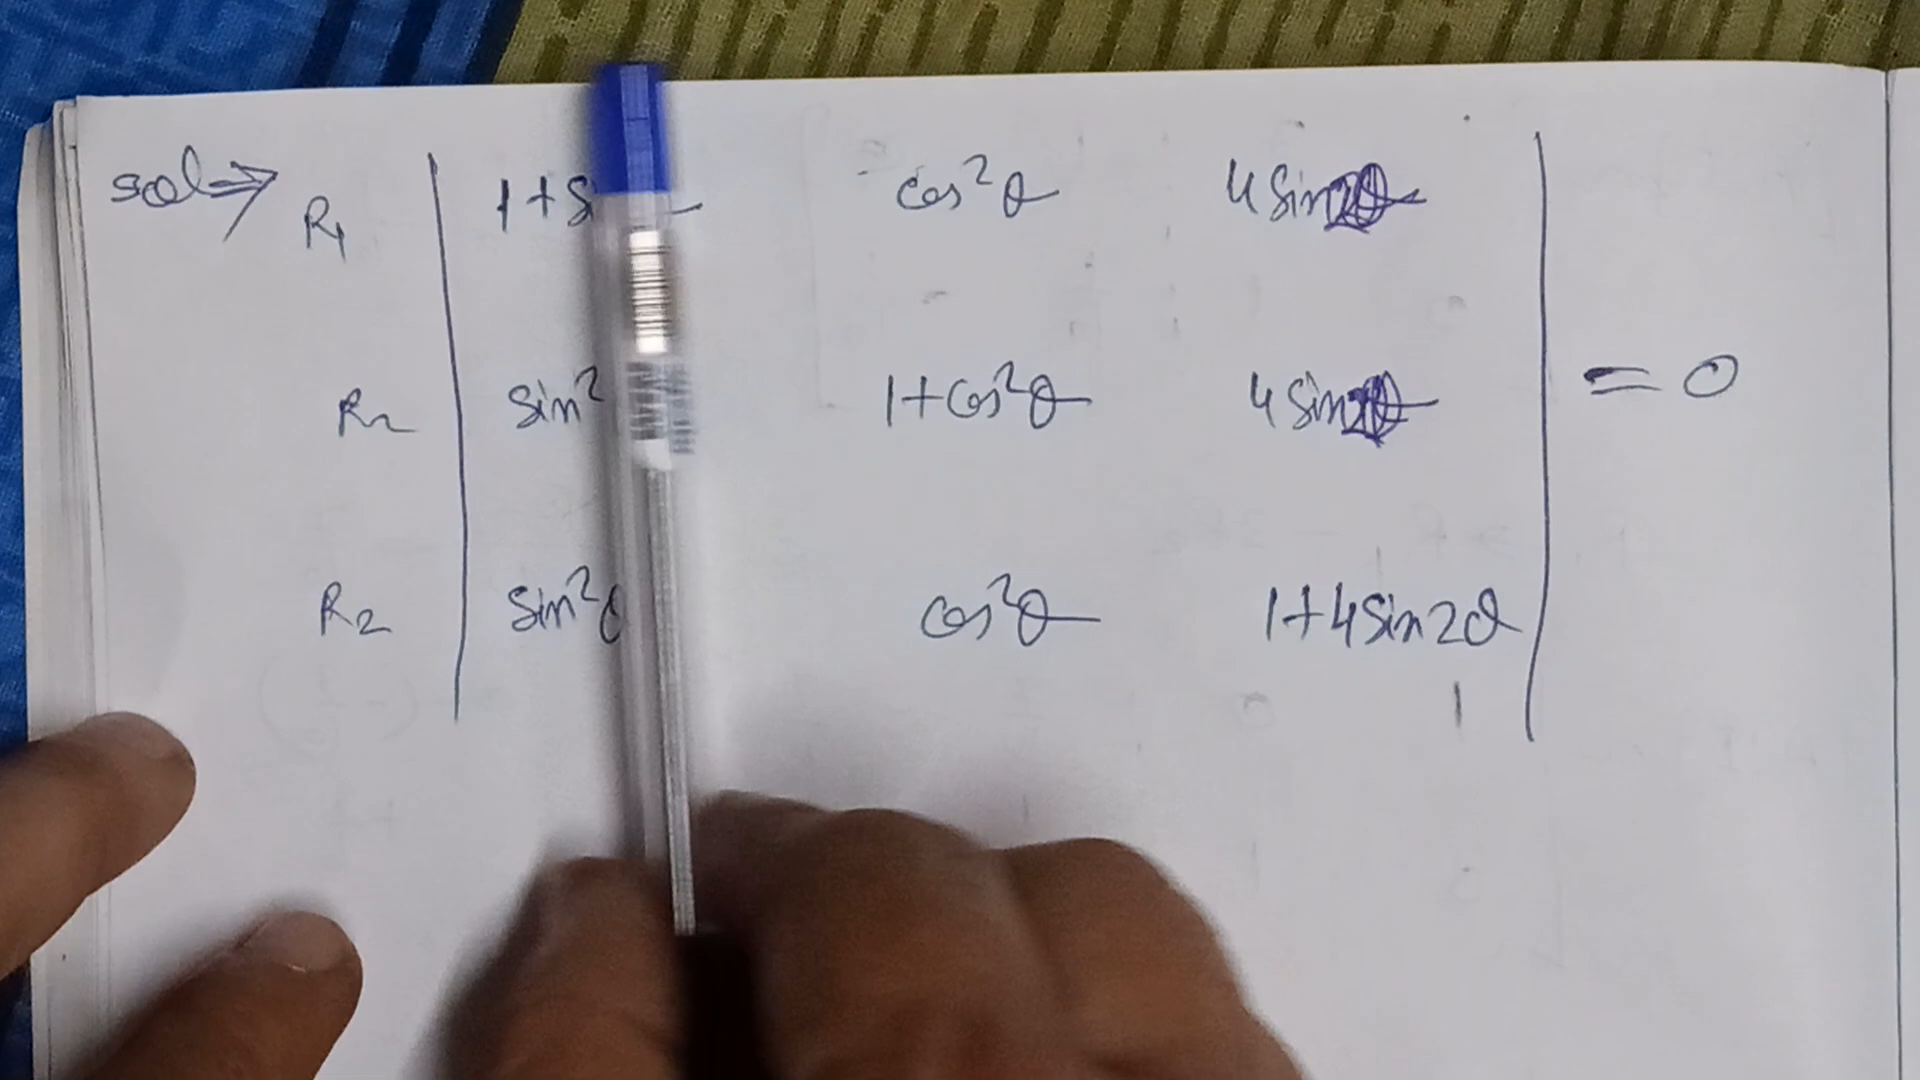 sol⇒ R1 1+S cos²θ 4 Sin2θ
R2 Sin² 1+cos²θ 4 Sin2θ = 0
R2 Sin²θ cos²θ 1+4Sin2θ